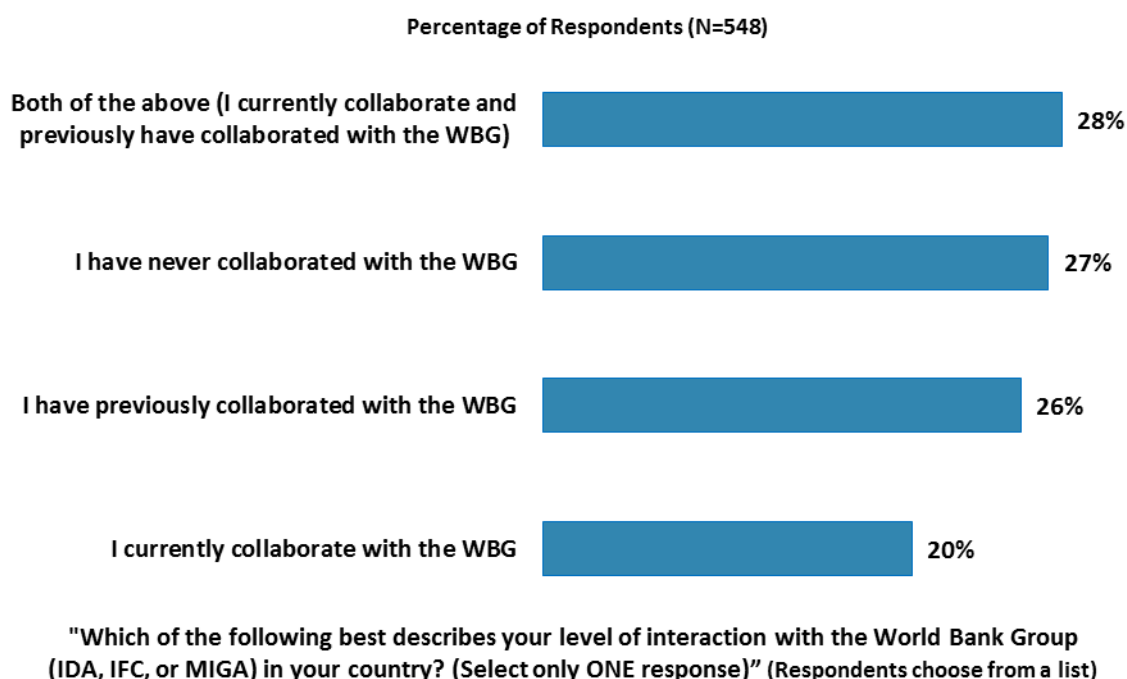 Percentage of Respondents (N=548)
Both of the above (I currently collaborate and
previously have collaborated with the WBG)
28%
I have never collaborated with the WBG
27%
I have previously collaborated with the WBG
26%
I currently collaborate with the WBG
20%
"Which of the following best describes your level of interaction with the World Bank Group
(IDA, IFC, or MIGA) in your country? (Select only ONE response)” (Respondents choose from a list)